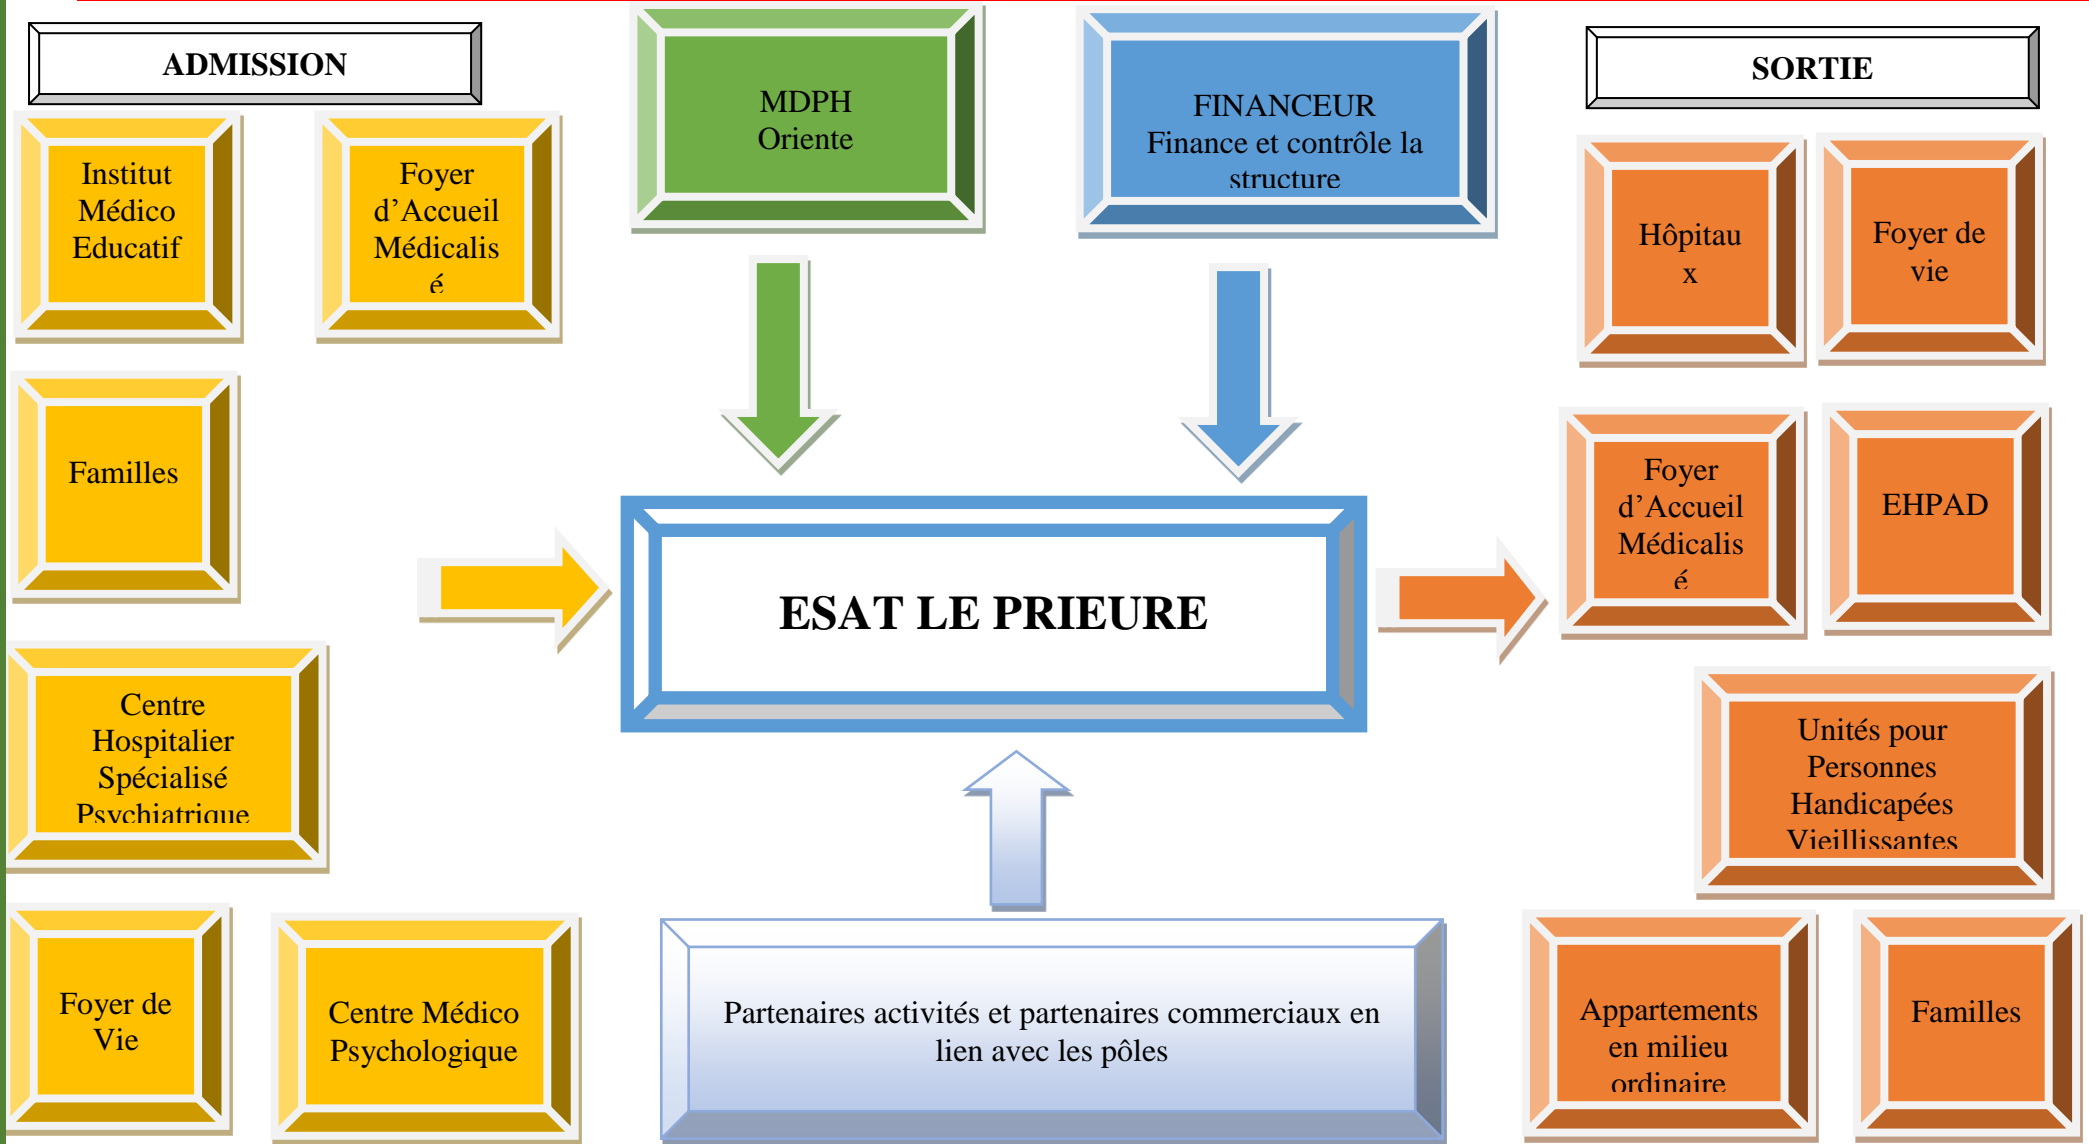 ADMISSION
Institut
Médico
Educatif
Foyer
d’Accueil
Médicalis
é
Familles
Centre
Hospitalier
Spécialisé
Psychiatrique
Foyer de
Vie
Centre Médico
Psychologique
MDPH
Oriente
FINANCEUR
Finance et contrôle la
structure
ESAT LE PRIEURE
Partenaires activités et partenaires commerciaux en
lien avec les pôles
SORTIE
Hôpitau
x
Foyer de
vie
Foyer
d’Accueil
Médicalis
é
EHPAD
Unités pour
Personnes
Handicapées
Vieillissantes
Appartements
en milieu
ordinaire
Familles